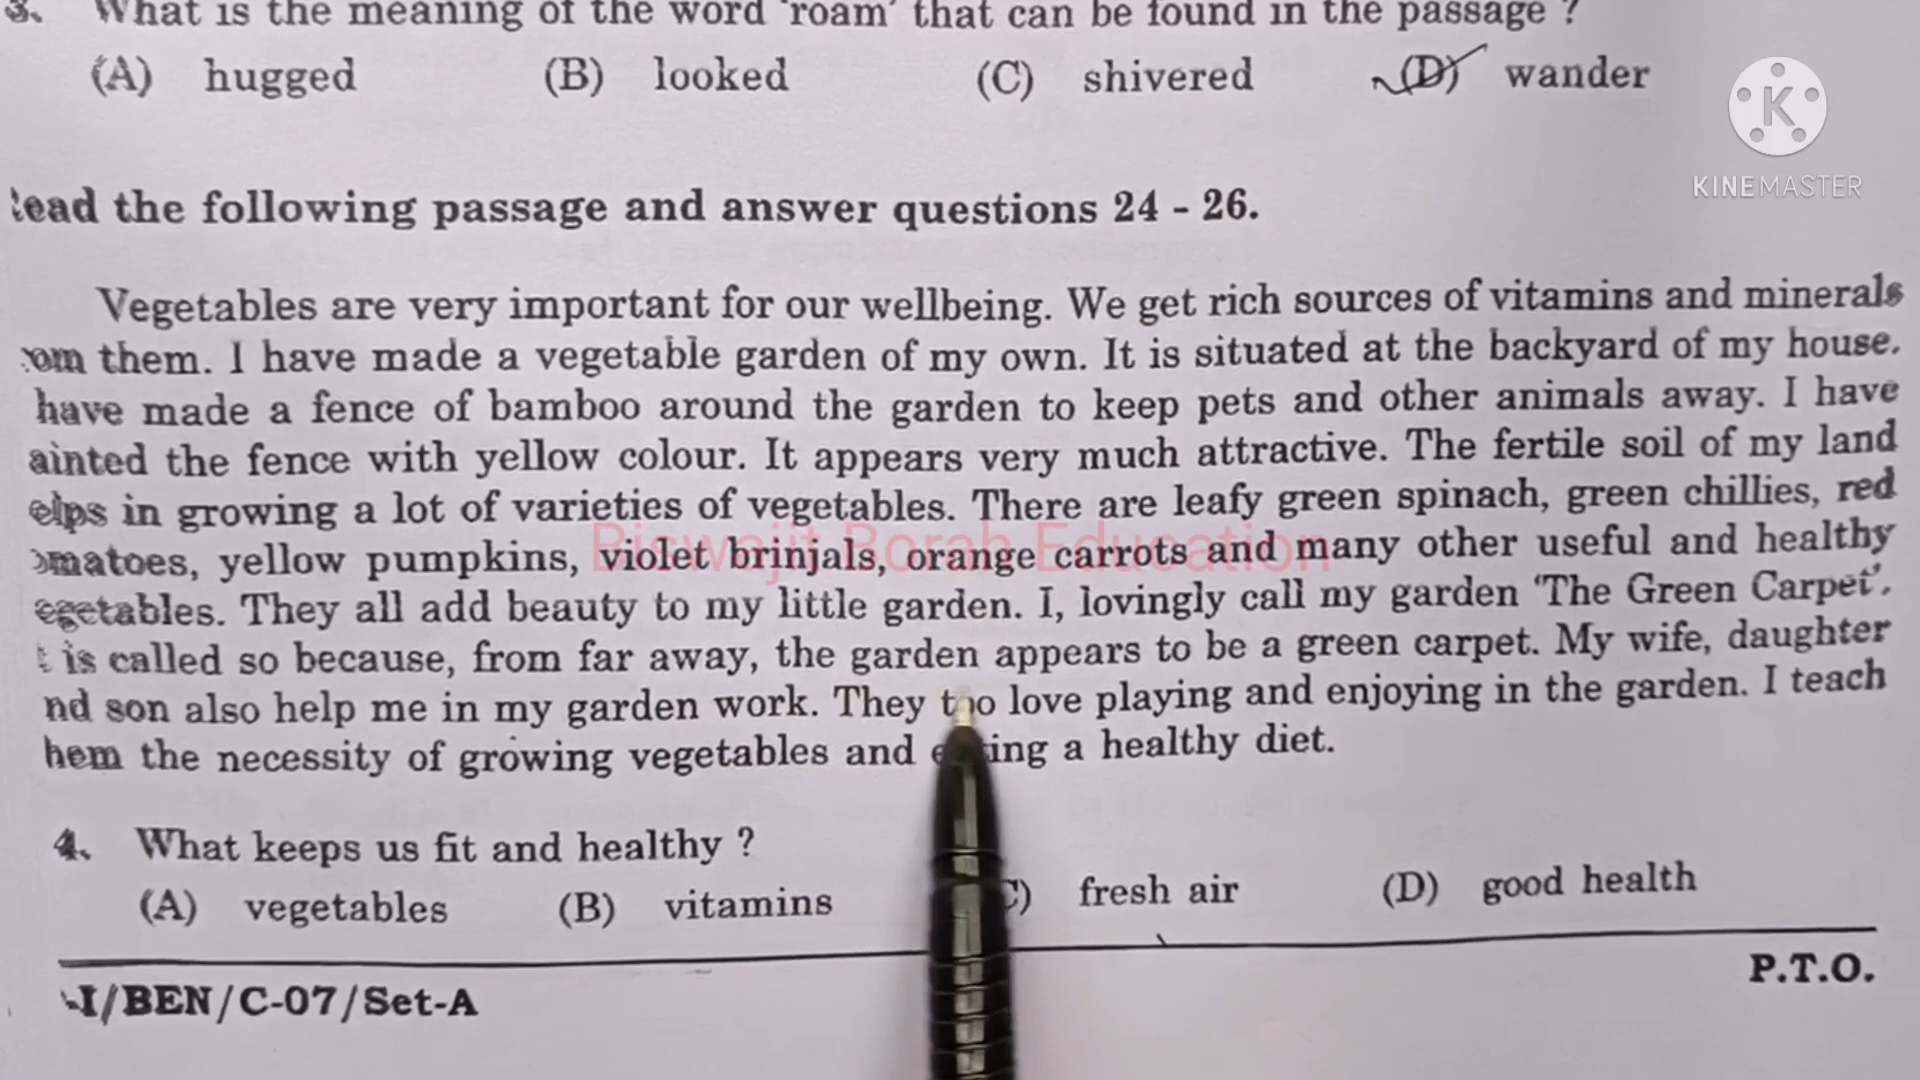 3. What is the meaning of the word 'roam' that can be found in the passage ?
(A) hugged (B) looked (C) shivered (D) wander
K
KINEMASTER
ead the following passage and answer questions 24 - 26.
Vegetables are very important for our wellbeing. We get rich sources of vitamins and minerals
om them. I have made a vegetable garden of my own. It is situated at the backyard of my house.
have made a fence of bamboo around the garden to keep pets and other animals away. I have
ainted the fence with yellow colour. It appears very much attractive. The fertile soil of my land
elps in growing a lot of varieties of vegetables. There are leafy green spinach, green chillies, red
omatoes, yellow pumpkins, violet brinjals, orange carrots and many other useful and healthy
Biswajit Borah Education
egetables. They all add beauty to my little garden. I, lovingly call my garden 'The Green Carpet'.
t is called so because, from far away, the garden appears to be a green carpet. My wife, daughter
nd son also help me in my garden work. They too love playing and enjoying in the garden. I teach
hem the necessity of growing vegetables and eating a healthy diet.
4. What keeps us fit and healthy ?
(A) vegetables (B) vitamins C) fresh air (D) good health
P.T.O.
-I/BEN/C-07/Set-A